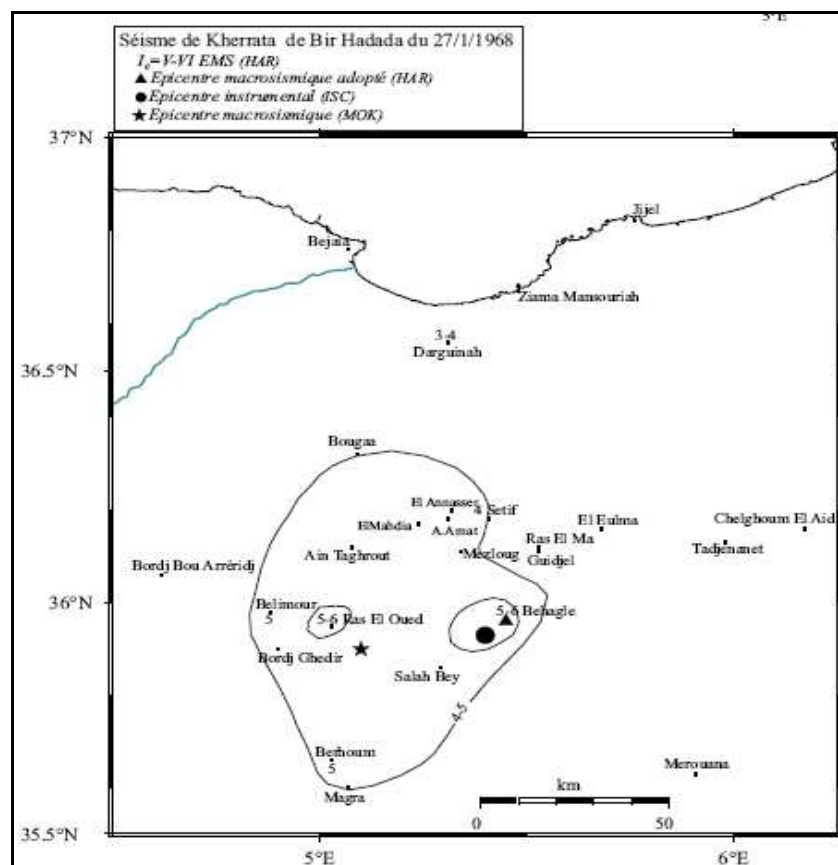 5°E
Séisme de Kherrata de Bir Hadada du 27/1/1968
I₀=V-VI EMS (HAR)
Epicentre macrosismique adopté (HAR)
Epicentre instrumental (ISC)
Epicentre macrosismique (MOK)
37°N
Jijel
Bejaia
Ziama Mansouriah
3-4
Darguinah
36.5°N
Bougaa
El Annasser
4 Setif
El Mahdia
A.Arnat
El Eulma
Chelghoum El Aid
Ras El Ma
Tadjenanet
Ain Taghrout
Mezloug
Guidjel
Bordj Bou Arréridj
36°N
Belimour
5-6 Behagle
5
5-6 Ras El Oued
Bordj Ghedir
Salah Bey
4-5
Berhoum
5
Merouana
Magra
km
0
50
35.5°N
5°E
6°E